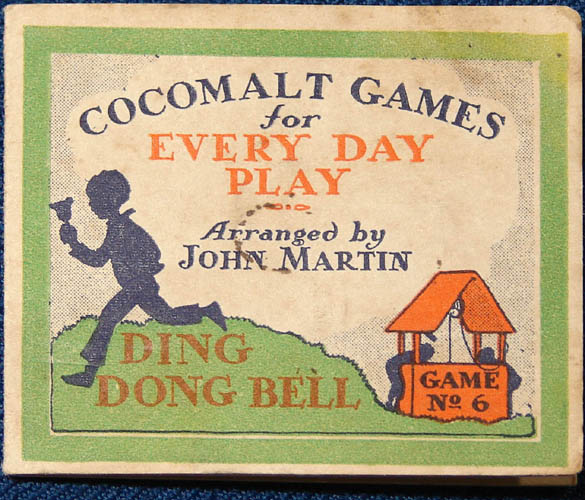 COCOMALT GAMES
for
EVERY DAY
PLAY
Arranged by
JOHN MARTIN
DING
DONG BELL
GAME
No 6